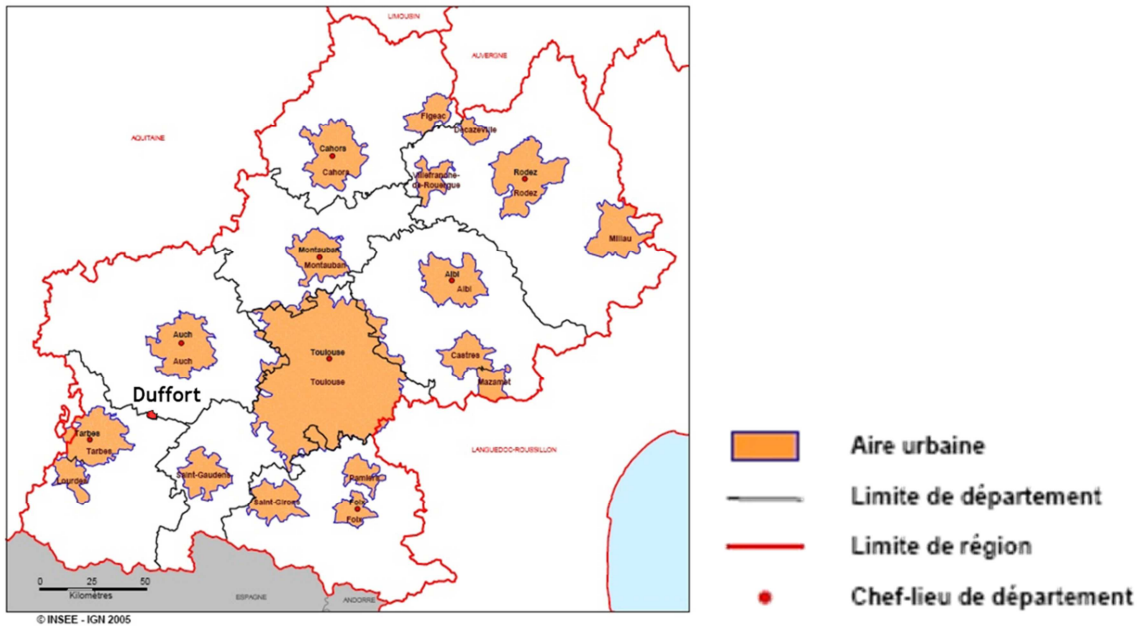 LIMOUSIN
AUVERGNE
AQUITAINE
Figeac
Decazeville
Cahors
Cahors
Villefranche-
de-Rouergue
Rodez
Rodez
Millau
Montauban
Montauban
Albi
Albi
Auch
Auch
Toulouse
Toulouse
Castres
Mazamet
Duffort
Tarbes
Tarbes
Lourdes
Saint-Gaudens
Saint-Girons
Pamiers
Foix
Foix
LANGUEDOC-ROUSSILLON
ESPAGNE
ANDORRE
0 25 50
Kilomètres
© INSEE - IGN 2005
Aire urbaine
Limite de département
Limite de région
Chef-lieu de département